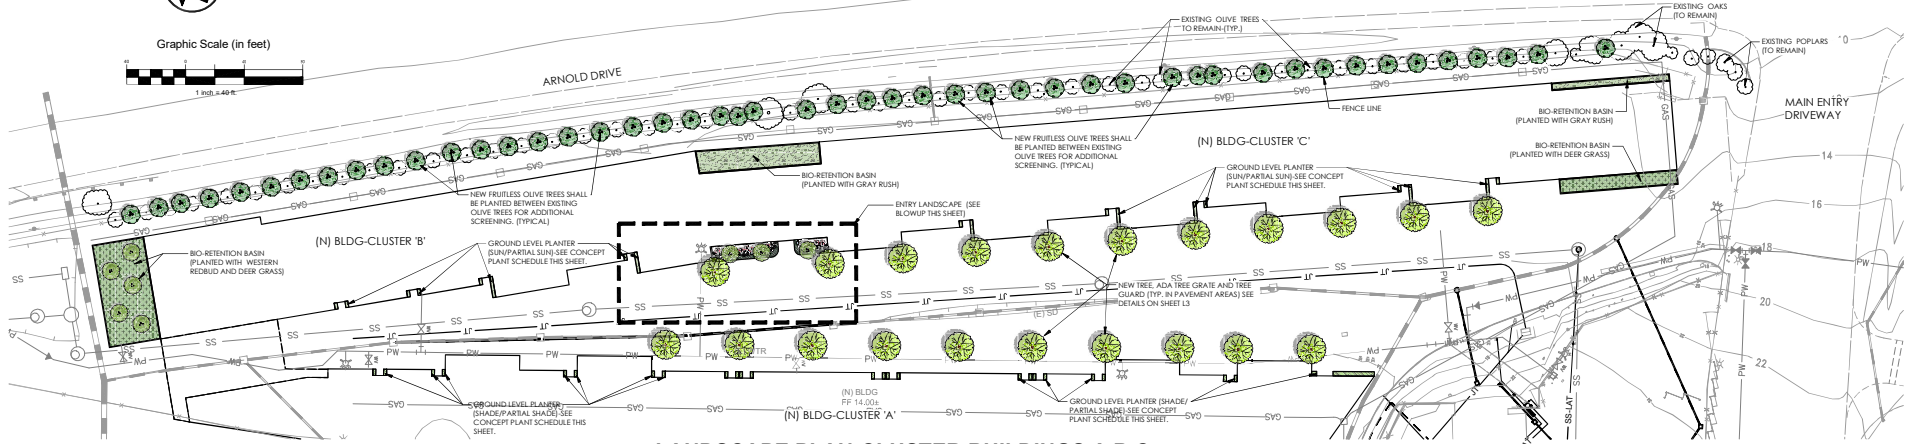 Graphic Scale (in feet)
1 inch = 40 ft.
ARNOLD DRIVE
EXISTING OLIVE TREES
TO REMAIN-(TYP.)
EXISTING OAKS
(TO REMAIN)
EXISTING POPLARS
(TO REMAIN)
MAIN ENTRY
DRIVEWAY
FENCE LINE
BIO-RETENTION BASIN
(PLANTED WITH GRAY RUSH)
BIO-RETENTION BASIN
(PLANTED WITH DEER GRASS)
(N) BLDG-CLUSTER 'C'
NEW FRUITLESS OLIVE TREES SHALL
BE PLANTED BETWEEN EXISTING
OLIVE TREES FOR ADDITIONAL
SCREENING. (TYPICAL)
GROUND LEVEL PLANTER
(SUN/PARTIAL SUN)-SEE CONCEPT
PLANT SCHEDULE THIS SHEET.
BIO-RETENTION BASIN
(PLANTED WITH GRAY RUSH)
NEW FRUITLESS OLIVE TREES SHALL
BE PLANTED BETWEEN EXISTING
OLIVE TREES FOR ADDITIONAL
SCREENING. (TYPICAL)
ENTRY LANDSCAPE (SEE
BLOWUP THIS SHEET)
(N) BLDG-CLUSTER 'B'
GROUND LEVEL PLANTER
(SUN/PARTIAL SUN)-SEE CONCEPT
PLANT SCHEDULE THIS SHEET.
BIO-RETENTION BASIN
(PLANTED WITH WESTERN
REDBUD AND DEER GRASS)
NEW TREE, ADA TREE GRATE AND TREE
GUARD (TYP. IN PAVEMENT AREAS) SEE
DETAILS ON SHEET L3
(E) SD
14
16
18
20
22
GROUND LEVEL PLANTER
(SHADE/PARTIAL SHADE)-SEE
CONCEPT PLANT SCHEDULE THIS
SHEET.
(N) BLDG
FF 14.00±
(N) BLDG-CLUSTER 'A'
GROUND LEVEL PLANTER (SHADE/
PARTIAL SHADE)-SEE CONCEPT
PLANT SCHEDULE THIS SHEET.
SS-LAT